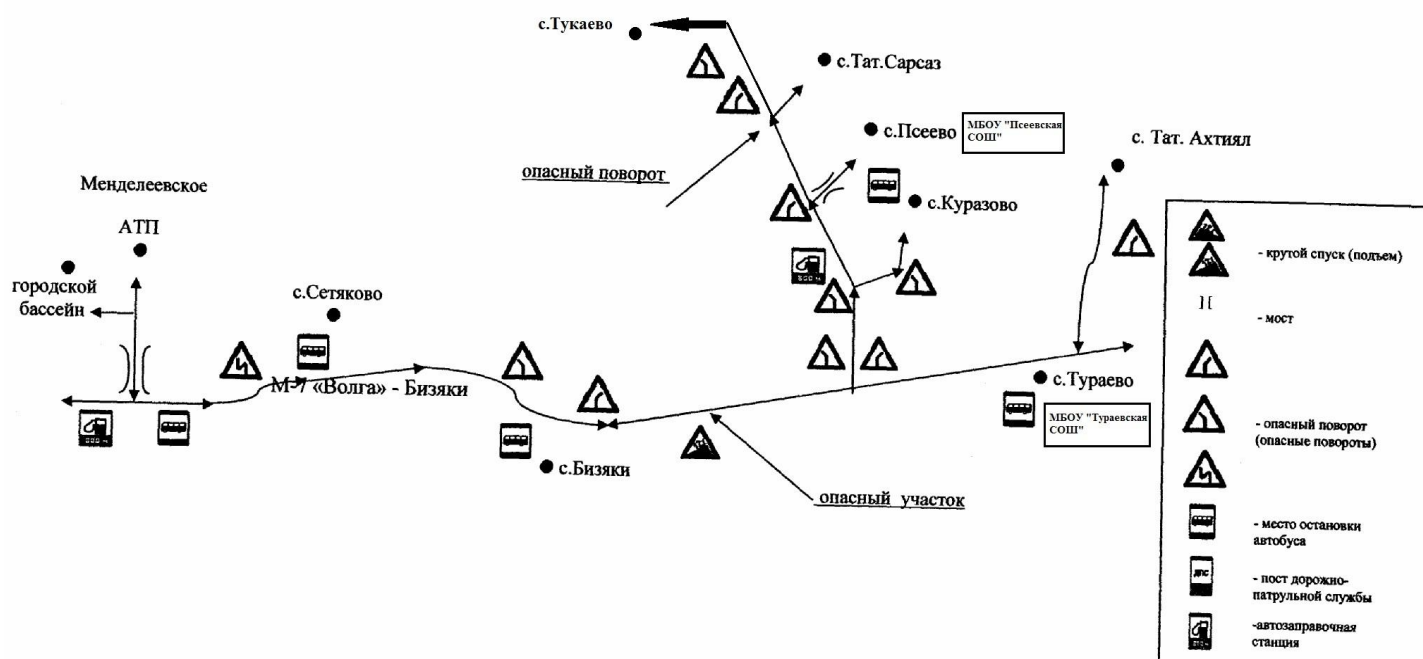 с.Тукаево
с.Тат.Сарсаз
с.Псеево
МБОУ "Псеевская
СОШ"
с. Тат. Ахтиял
опасный поворот
Менделеевское
АТП
с.Куразово
городской
бассейн
с.Сетяково
М-7 «Волга» - Бизяки
с.Тураево
МБОУ "Тураевская
СОШ"
с.Бизяки
опасный участок
- крутой спуск (подъем)
- мост
- опасный поворот
(опасные повороты)
- место остановки
автобуса
ДПС
- пост дорожно-
патрульной службы
-автозаправочная
станция